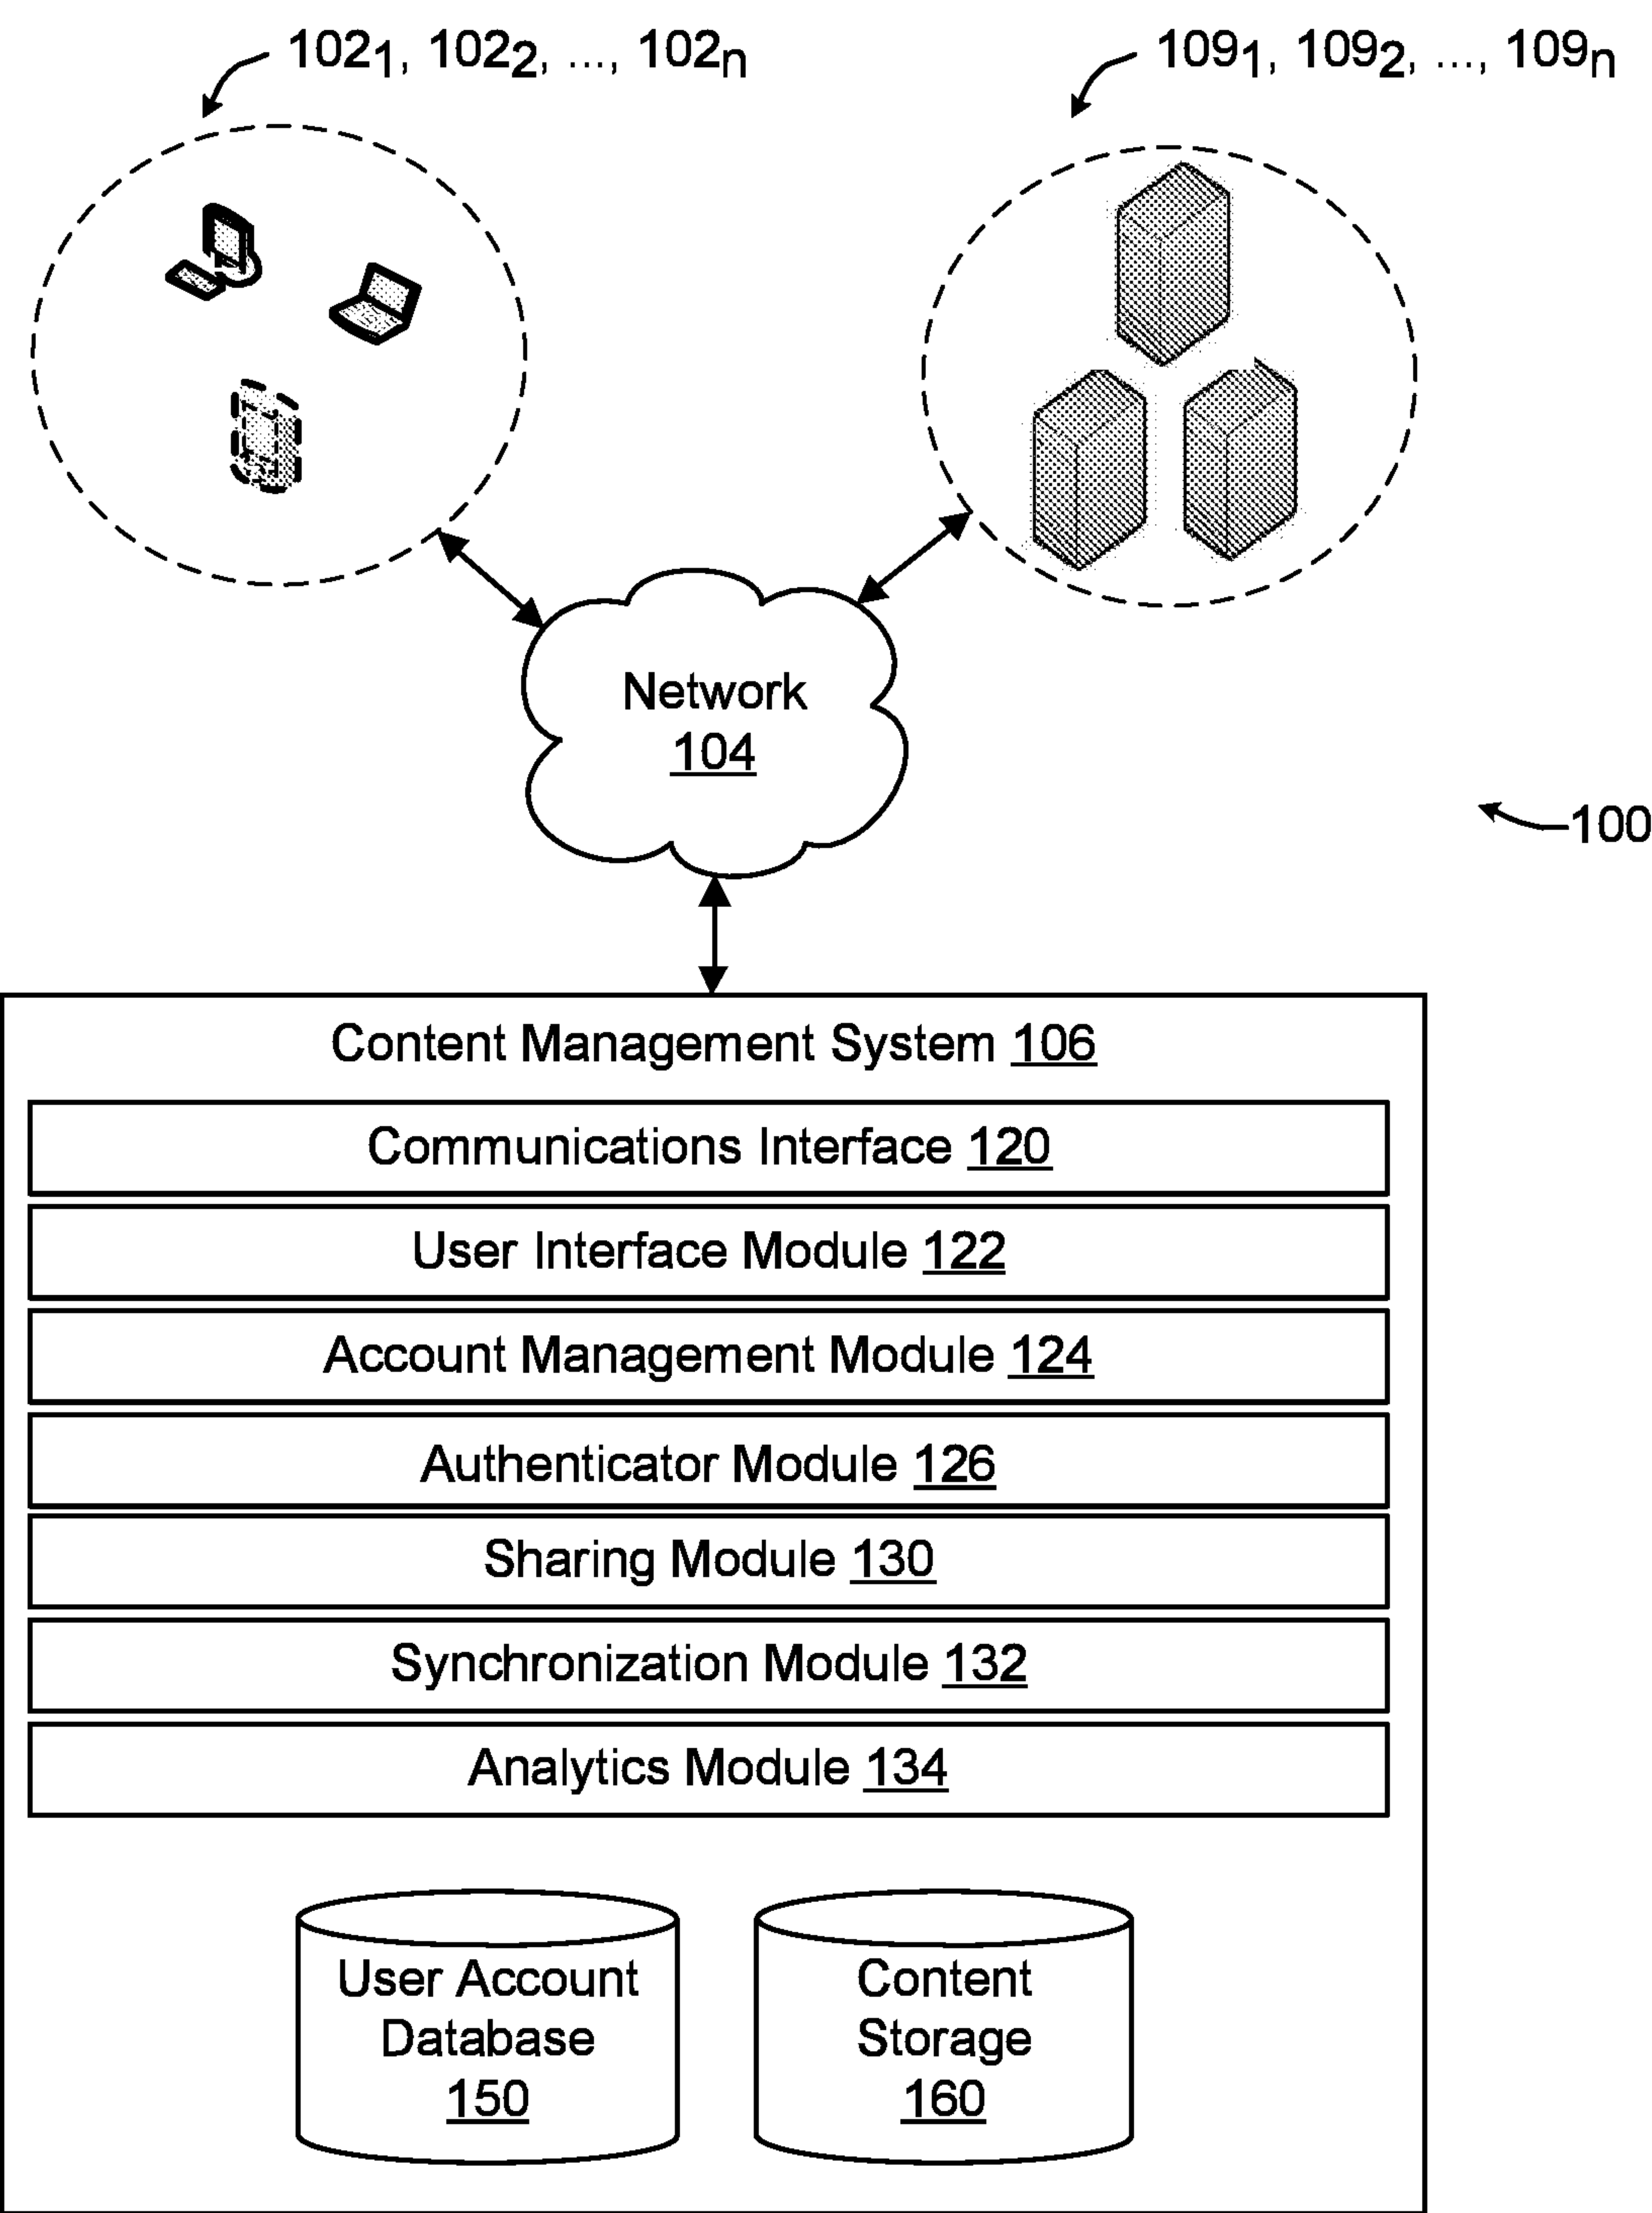 102₁, 102₂, ..., 102ₙ
109₁, 109₂, ..., 109ₙ
Network
104
100
Content Management System 106
Communications Interface 120
User Interface Module 122
Account Management Module 124
Authenticator Module 126
Sharing Module 130
Synchronization Module 132
Analytics Module 134
User Account
Database
150
Content
Storage
160